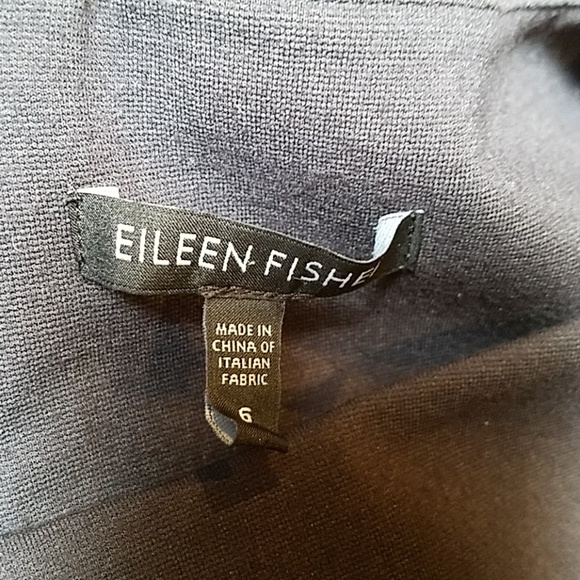 EILEEN FISHE
MADE IN
CHINA OF
ITALIAN
FABRIC
6